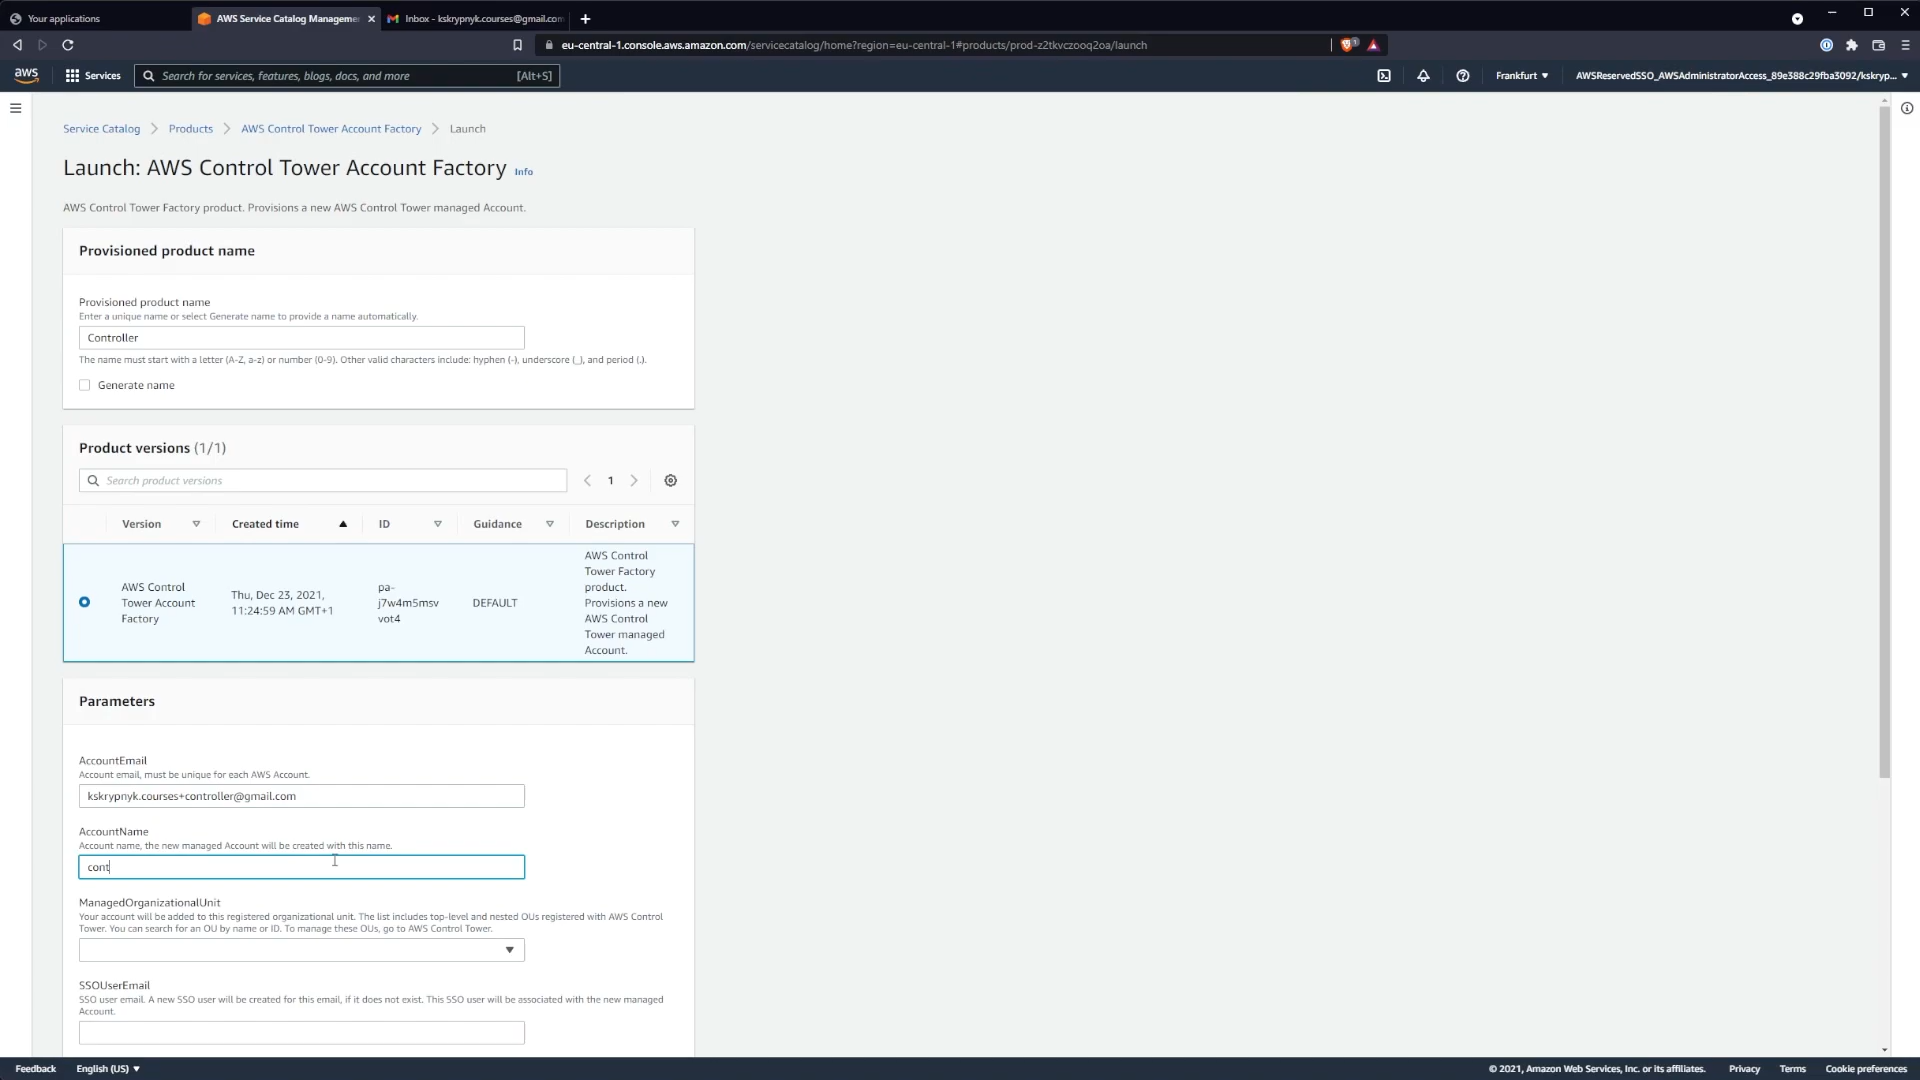 Your applications
AWS Service Catalog Manageme
Inbox - kskrypnyk.courses@gmail.con
eu-central-1.console.aws.amazon.com/servicecatalog/home?region=eu-central-1#products/prod-z2tkvczooq2oa/launch
aws
Services
Search for services, features, blogs, docs, and more
[Alt+S]
Frankfurt
AWSReservedSSO_AWSAdministratorAccess_89e388c29fba3092/kskryp...
Service Catalog
Products
AWS Control Tower Account Factory
Launch
Launch: AWS Control Tower Account Factory Info
AWS Control Tower Factory product. Provisions a new AWS Control Tower managed Account.
Provisioned product name
Provisioned product name
Enter a unique name or select Generate name to provide a name automatically.
Controller
The name must start with a letter (A-Z, a-z) or number (0-9). Other valid characters include: hyphen (-), underscore (_), and period (.).
Generate name
Product versions (1/1)
Search product versions
1
Version
Created time
ID
Guidance
Description
AWS Control
Tower Account
Factory
Thu, Dec 23, 2021,
11:24:59 AM GMT+1
pa-
j7w4m5msv
vot4
DEFAULT
AWS Control
Tower Factory
product.
Provisions a new
AWS Control
Tower managed
Account.
Parameters
AccountEmail
Account email, must be unique for each AWS Account.
kskrypnyk.courses+controller@gmail.com
AccountName
Account name, the new managed Account will be created with this name.
cont
ManagedOrganizationalUnit
Your account will be added to this registered organizational unit. The list includes top-level and nested OUs registered with AWS Control
Tower. You can search for an OU by name or ID. To manage these OUs, go to AWS Control Tower.
SSOUserEmail
SSO user email. A new SSO user will be created for this email, if it does not exist. This SSO user will be associated with the new managed
Account.
Feedback
English (US)
© 2021, Amazon Web Services, Inc. or its affiliates.
Privacy
Terms
Cookie preferences